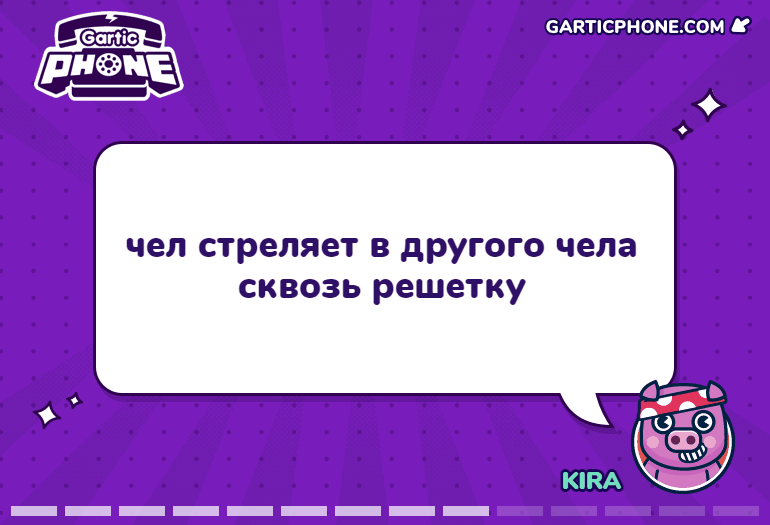 Gartic
PHONE
GARTICPHONE.COM
чел стреляет в другого чела
сквозь решетку
KIRA